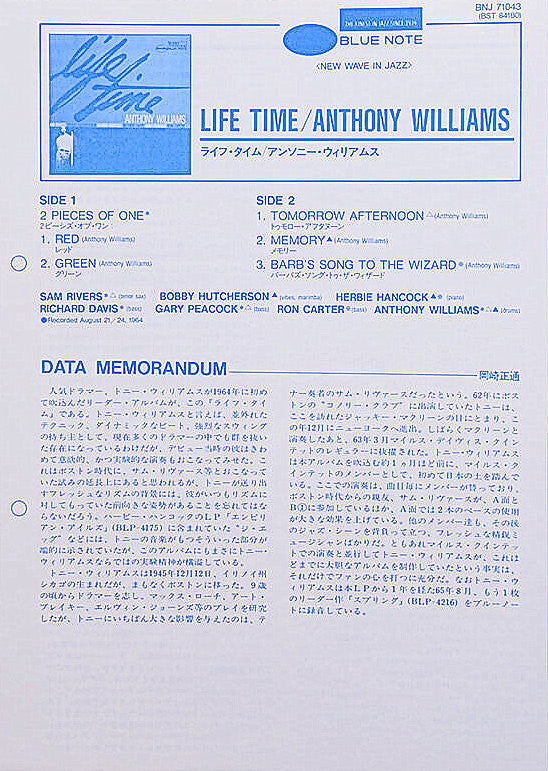 BNJ 71043
(BST 84180)
THE FINEST IN JAZZ SINCE 1939
BLUE NOTE
〈NEW WAVE IN JAZZ〉
life time
ANTHONY WILLIAMS
LIFE TIME/ANTHONY WILLIAMS
ライフ・タイム/アンソニー・ウィリアムス
SIDE 1
2 PIECES OF ONE*
2ピーシズ・オブ・ワン
1. RED (Anthony Williams)
レッド
2. GREEN (Anthony Williams)
グリーン
SIDE 2
1. TOMORROW AFTERNOON△(Anthony Williams)
トゥモロー・アフタヌーン
2. MEMORY▲(Anthony Williams)
メモリー
3. BARB'S SONG TO THE WIZARD●(Anthony Williams)
バーバズ・ソング・トゥ・ザ・ウィザード
SAM RIVERS*△(tenor sax) BOBBY HUTCHERSON▲(vibes, marimba) HERBIE HANCOCK▲●(piano)
RICHARD DAVIS*(bass) GARY PEACOCK*△(bass) RON CARTER●(bass) ANTHONY WILLIAMS*△▲(drums)
●Recorded August 21/24, 1964
DATA MEMORANDUM
岡崎正通
人気ドラマー、トニー・ウィリアムスが1964年に初め
て吹込んだリーダー・アルバムが、この『ライフ・タイ
ム』である。トニー・ウィリアムスと言えば、並外れた
テクニック、ダイナミックなビート、強烈なスウィング
の持ち主として、現在多くのドラマーの中でも群を抜い
た存在になっているわけだが、デビュー当時の彼はきわ
めて意欲的、かつ実験的な演奏もおこなってみせた。こ
れはボストン時代に、サム・リヴァース等とおこなって
いた試みの延長上にあると思われるが、トニーが送り出
すフレッシュなリズムの背景には、彼がいつもリズムに
対してもっていた前向きな姿勢があることを忘れてはな
らないだろう。ハービー・ハンコックのLP『エンピリ
アン・アイルズ』(BLP-4175)に含まれていた“ジ・エ
ッグ”などには、トニーの音楽がもつそういった部分が
端的に示されていたが、このアルバムにもまさにトニー・
ウィリアムスならではの実験精神が横溢している。
トニー・ウィリアムスは1945年12月12日、イリノイ州
シカゴの生まれだが、まもなくボストンに移った。9歳
の頃からドラマーを志し、マックス・ローチ、アート・
ブレイキー、エルヴィン・ジョーンズ等のプレイを研究
したが、トニーにいちばん大きな影響を与えたのは、テ
ナー奏者のサム・リヴァースだったという。62年にボス
トンの“コノリー・クラブ”に出演していたトニーは、
ここを訪れたジャッキー・マクリーンの目にとまり、こ
の年12月にニューヨークへ進出。しばらくマクリーンと
演奏したあと、63年5月マイルス・デイヴィス・クイン
テットのレギュラーに抜擢された。トニー・ウィリアムス
は本アルバムを吹込む約1ヵ月ほど前に、マイルス・ク
インテットのメンバーとして、初めて日本の土を踏んで
いる。ここでの演奏は、曲目毎にメンバーが替っており、
ボストン時代からの親友、サム・リヴァースが、A面と
B①に参加しているほか、A面では2本のベースの使用
が大きな効果を上げている。他のメンバー達も、その後
のジャズ・シーンを背負って立つ、フレッシュな精鋭ミ
ュージシャンばかりだ。ともあれマイルス・クインテッ
トでの演奏と並行してトニー・ウィリアムスが、これほ
どまでに大胆なアルバムを制作していたという事実は、
それだけでファンの心を打つに充分だ。なおトニー・ウ
ィリアムスは本LPから1年を経た65年8月、もう1枚
のリーダー作『スプリング』(BLP-4216)をブルーノー
トに録音している。